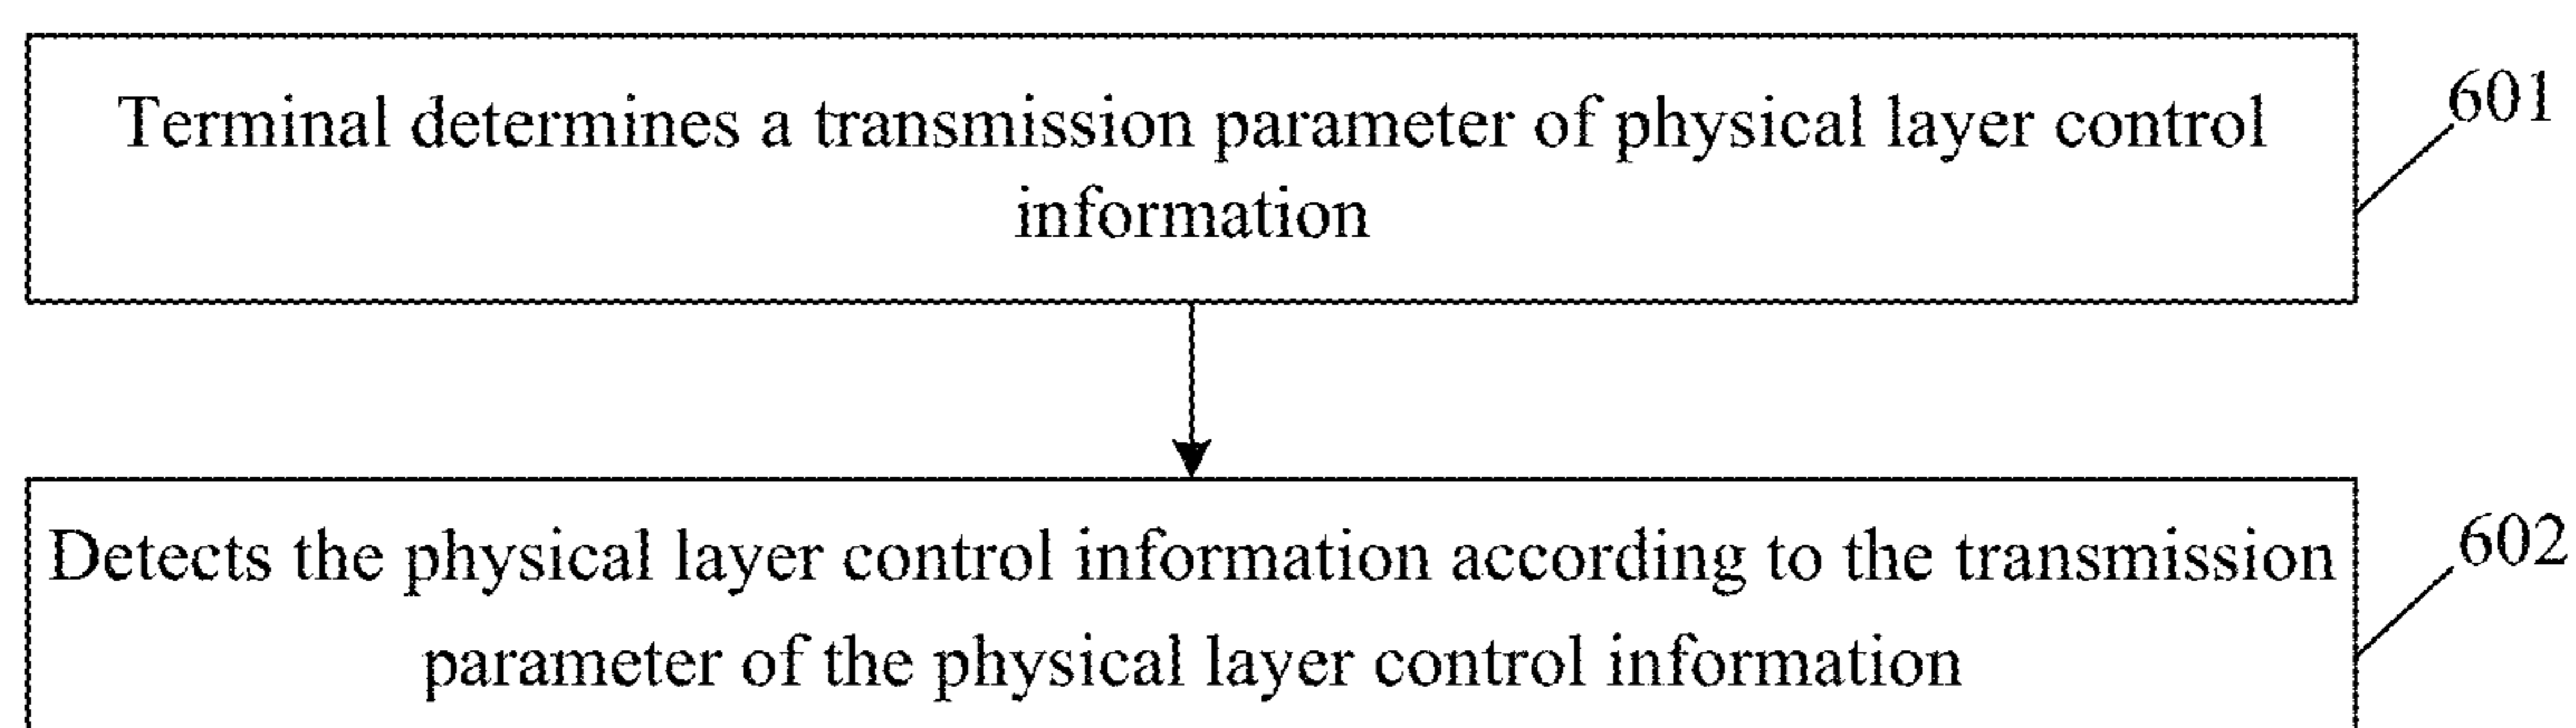 Terminal determines a transmission parameter of physical layer control
information
601
Detects the physical layer control information according to the transmission
parameter of the physical layer control information
602